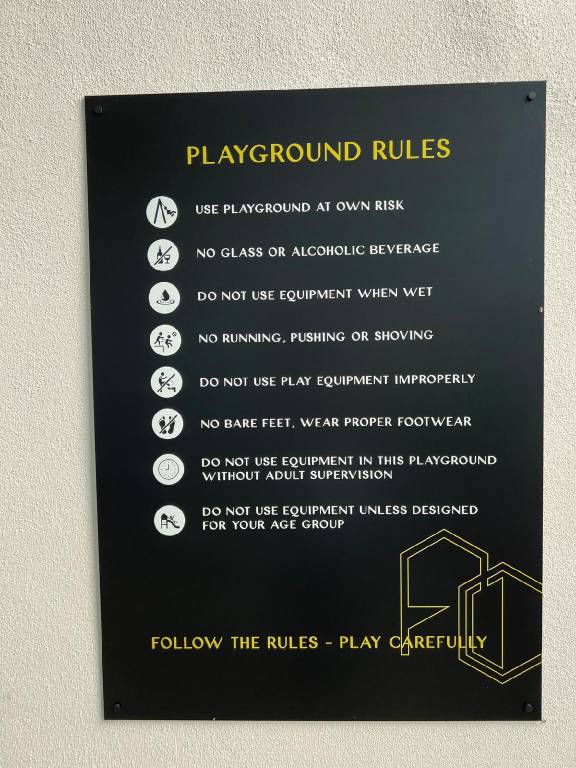 PLAYGROUND RULES
USE PLAYGROUND AT OWN RISK
NO GLASS OR ALCOHOLIC BEVERAGE
DO NOT USE EQUIPMENT WHEN WET
NO RUNNING, PUSHING OR SHOVING
DO NOT USE PLAY EQUIPMENT IMPROPERLY
NO BARE FEET, WEAR PROPER FOOTWEAR
DO NOT USE EQUIPMENT IN THIS PLAYGROUND
WITHOUT ADULT SUPERVISION
DO NOT USE EQUIPMENT UNLESS DESIGNED
FOR YOUR AGE GROUP
FOLLOW THE RULES - PLAY CAREFULLY